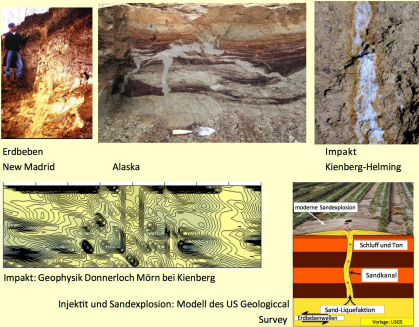 Erdbeben
New Madrid
Alaska
Impakt
Kienberg-Helming
Impakt: Geophysik Donnerloch Mörn bei Kienberg
Injektit und Sandexplosion: Modell des US Geologiccal
Survey
moderne Sandexplosion
Schluff und Ton
Sandkanal
Sand-Liquefaktion
Erdbebenwellen
Vorlage: USGS